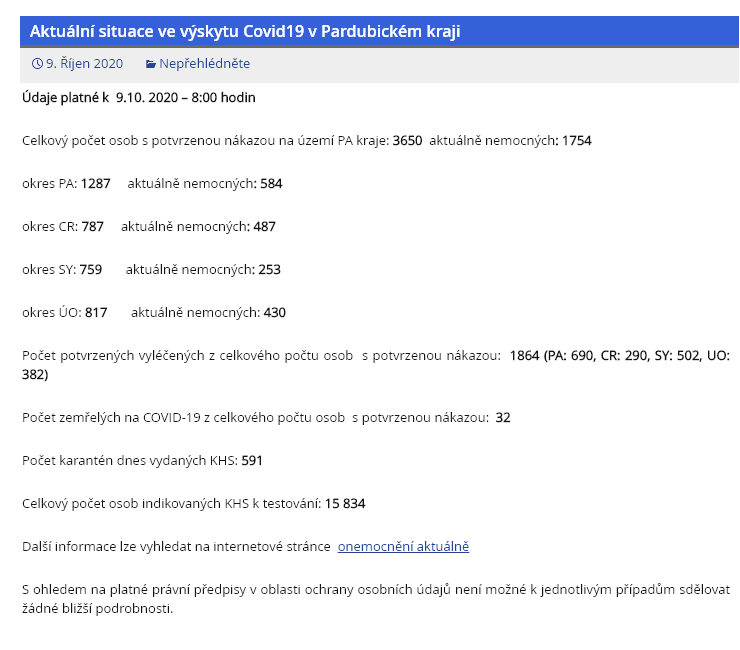 Aktuální situace ve výskytu Covid19 v Pardubickém kraji
9. Říjen 2020 Nepřehlédněte
Údaje platné k 9.10. 2020 – 8:00 hodin
Celkový počet osob s potvrzenou nákazou na území PA kraje: 3650 aktuálně nemocných: 1754
okres PA: 1287 aktuálně nemocných: 584
okres CR: 787 aktuálně nemocných: 487
okres SY: 759 aktuálně nemocných: 253
okres ÚO: 817 aktuálně nemocných: 430
Počet potvrzených vyléčených z celkového počtu osob s potvrzenou nákazou: 1864 (PA: 690, CR: 290, SY: 502, UO:
382)
Počet zemřelých na COVID-19 z celkového počtu osob s potvrzenou nákazou: 32
Počet karantén dnes vydaných KHS: 591
Celkový počet osob indikovaných KHS k testování: 15 834
Další informace lze vyhledat na internetové stránce onemocnění aktuálně
S ohledem na platné právní předpisy v oblasti ochrany osobních údajů není možné k jednotlivým případům sdělovat
žádné bližší podrobnosti.